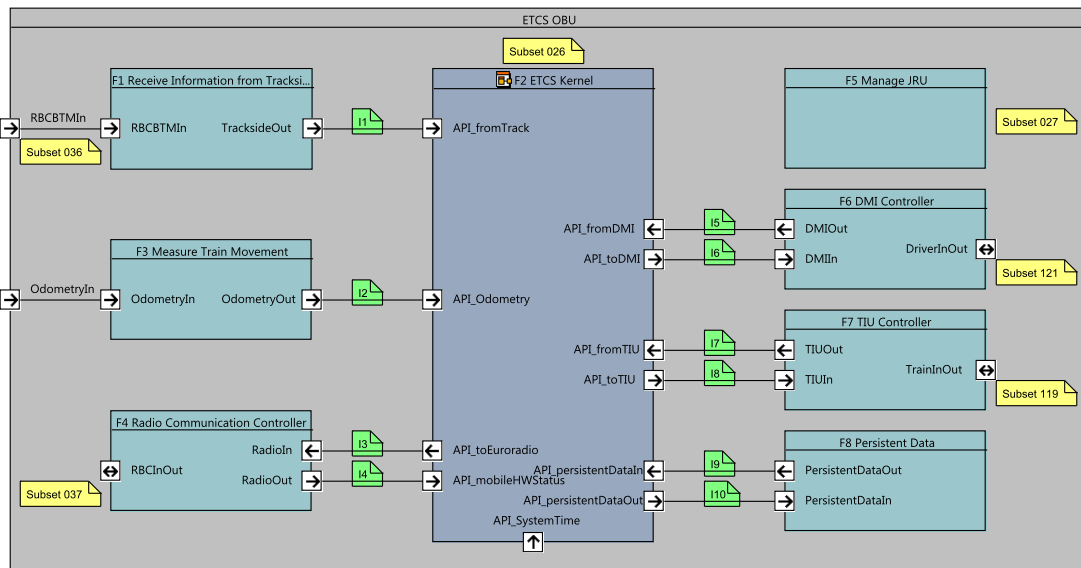 ETCS OBU
Subset 026
F1 Receive Information from Tracksi...
F2 ETCS Kernel
F5 Manage JRU
RBCBTMIn
RBCBTMIn
TracksideOut
I1
API_fromTrack
Subset 027
Subset 036
F6 DMI Controller
API_fromDMI
I5
DMIOut
DriverInOut
F3 Measure Train Movement
API_toDMI
I6
DMIIn
Subset 121
OdometryIn
OdometryIn
OdometryOut
I2
API_Odometry
F7 TIU Controller
API_fromTIU
I7
TIUOut
TrainInOut
API_toTIU
I8
TIUIn
Subset 119
F4 Radio Communication Controller
F8 Persistent Data
RadioIn
I3
API_toEuroradio
RBCInOut
API_persistentDataIn
I9
PersistentDataOut
RadioOut
I4
API_mobileHWStatus
Subset 037
API_persistentDataOut
I10
PersistentDataIn
API_SystemTime